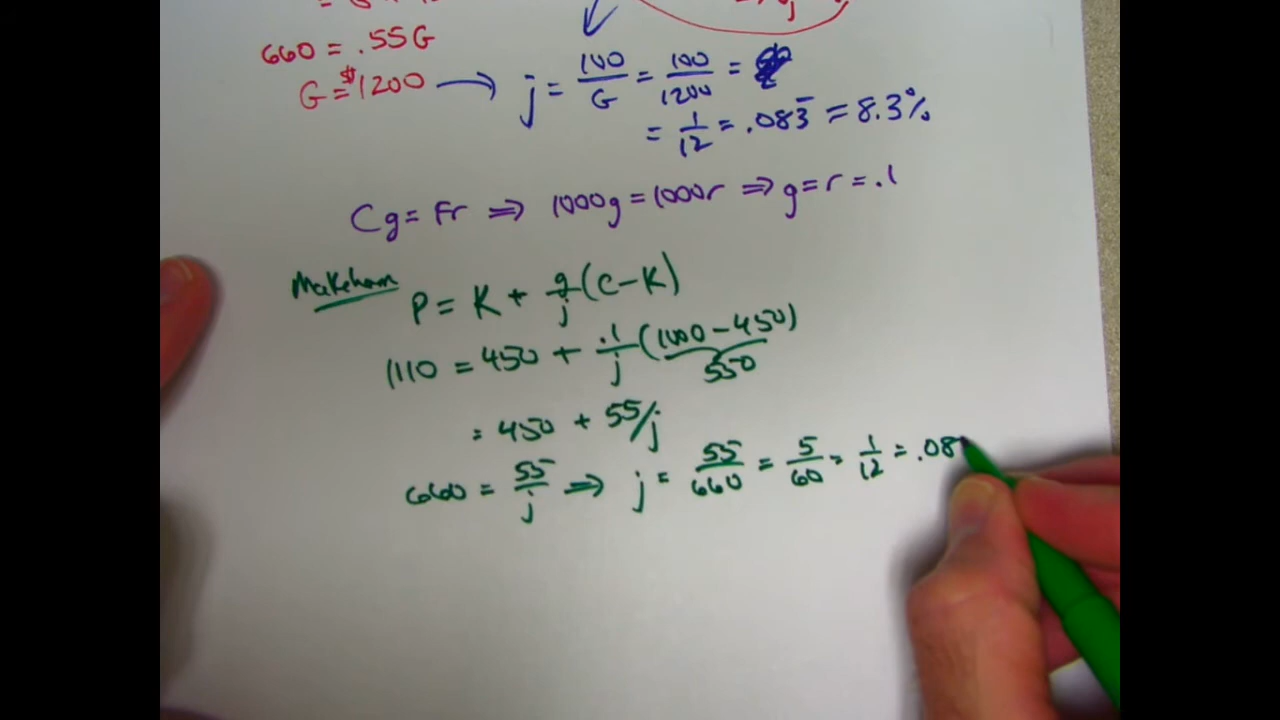 660 = .55G
G = $1200 → j = 100/G = 100/1200 =
= 1/12 = .083̅ = 8.3%
Cg = Fr ⇒ 1000g = 1000r ⇒ g = r = .1
Makeham P = K + g/j (C - K)
1110 = 450 + .1/j (1000 - 450)
550
= 450 + 55/j
660 = 55/j ⇒ j = 55/660 = 5/60 = 1/12 = .08